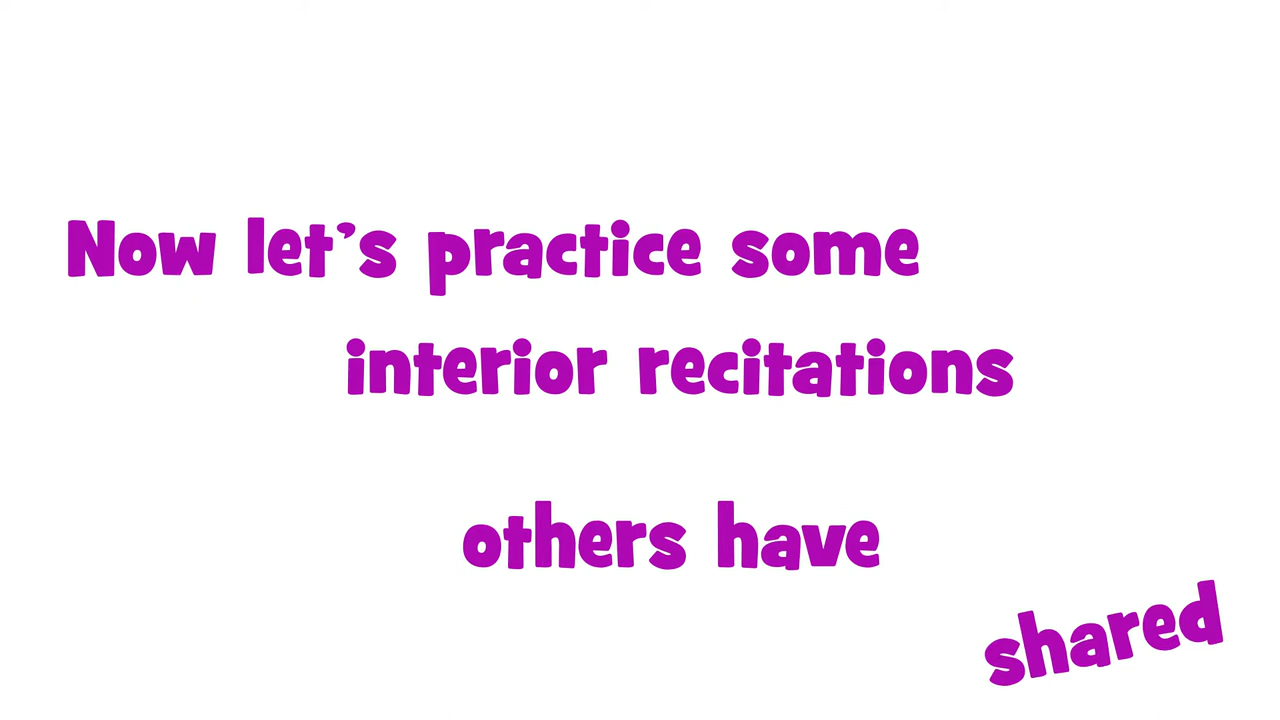 Now let’s practice some
interior recitations
others have
shared